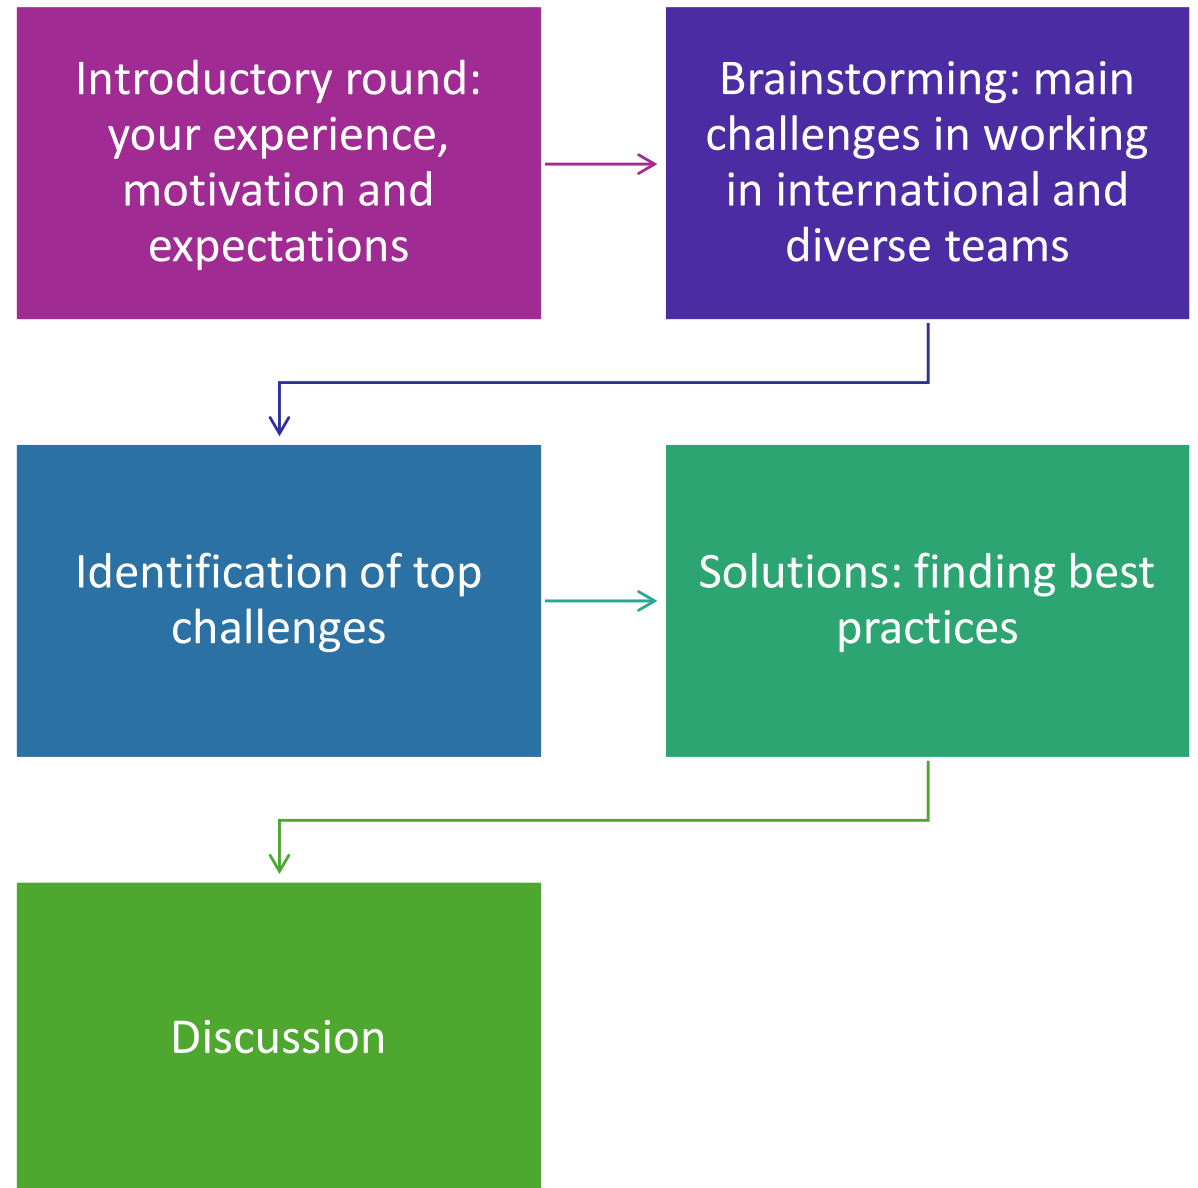 Introductory round:
your experience,
motivation and
expectations
Brainstorming: main
challenges in working
in international and
diverse teams
Identification of top
challenges
Solutions: finding best
practices
Discussion